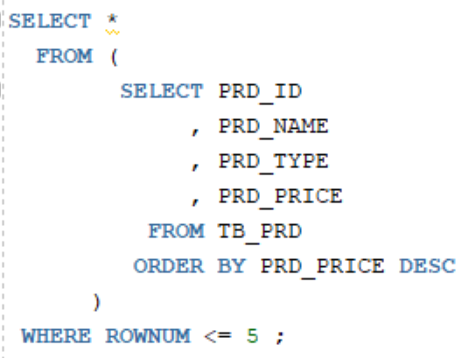 SELECT *
FROM (
SELECT PRD_ID
, PRD_NAME
, PRD_TYPE
, PRD_PRICE
FROM TB_PRD
ORDER BY PRD_PRICE DESC
)
WHERE ROWNUM <= 5 ;